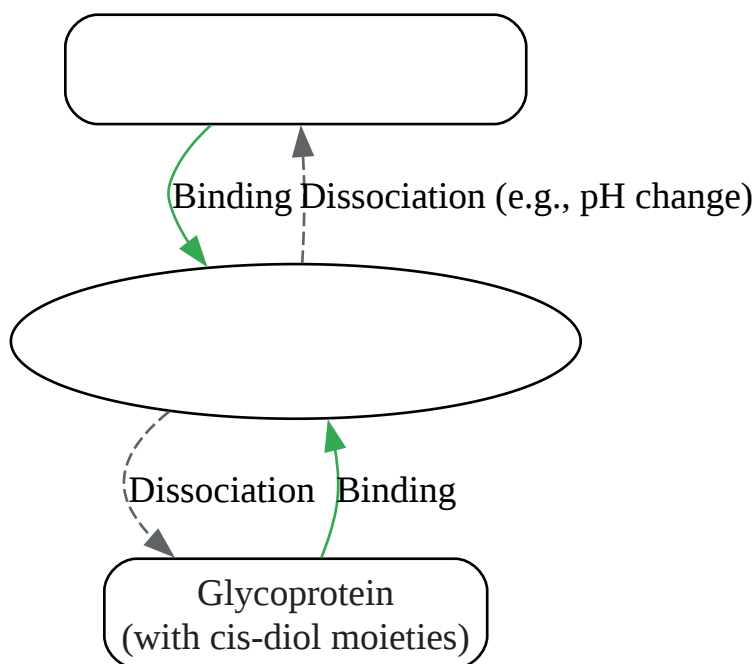 Binding
Dissociation (e.g., pH change)
Dissociation
Binding
Glycoprotein
(with cis-diol moieties)